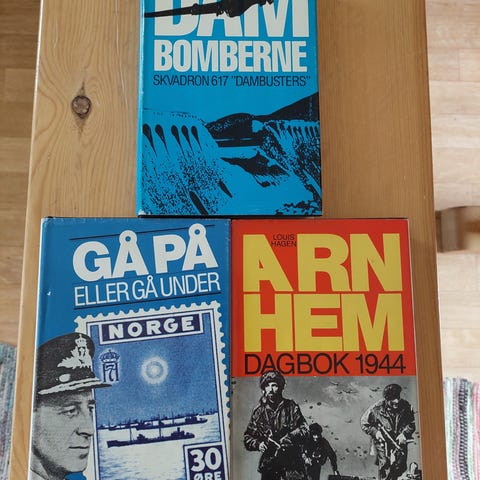 DAM
BOMBERNE
SKVADRON 617 "DAMBUSTERS"
GÅ PÅ
ELLER GÅ UNDER
NORGE
30
ØRE
LOUIS
HAGEN
ARN
HEM
DAGBOK 1944